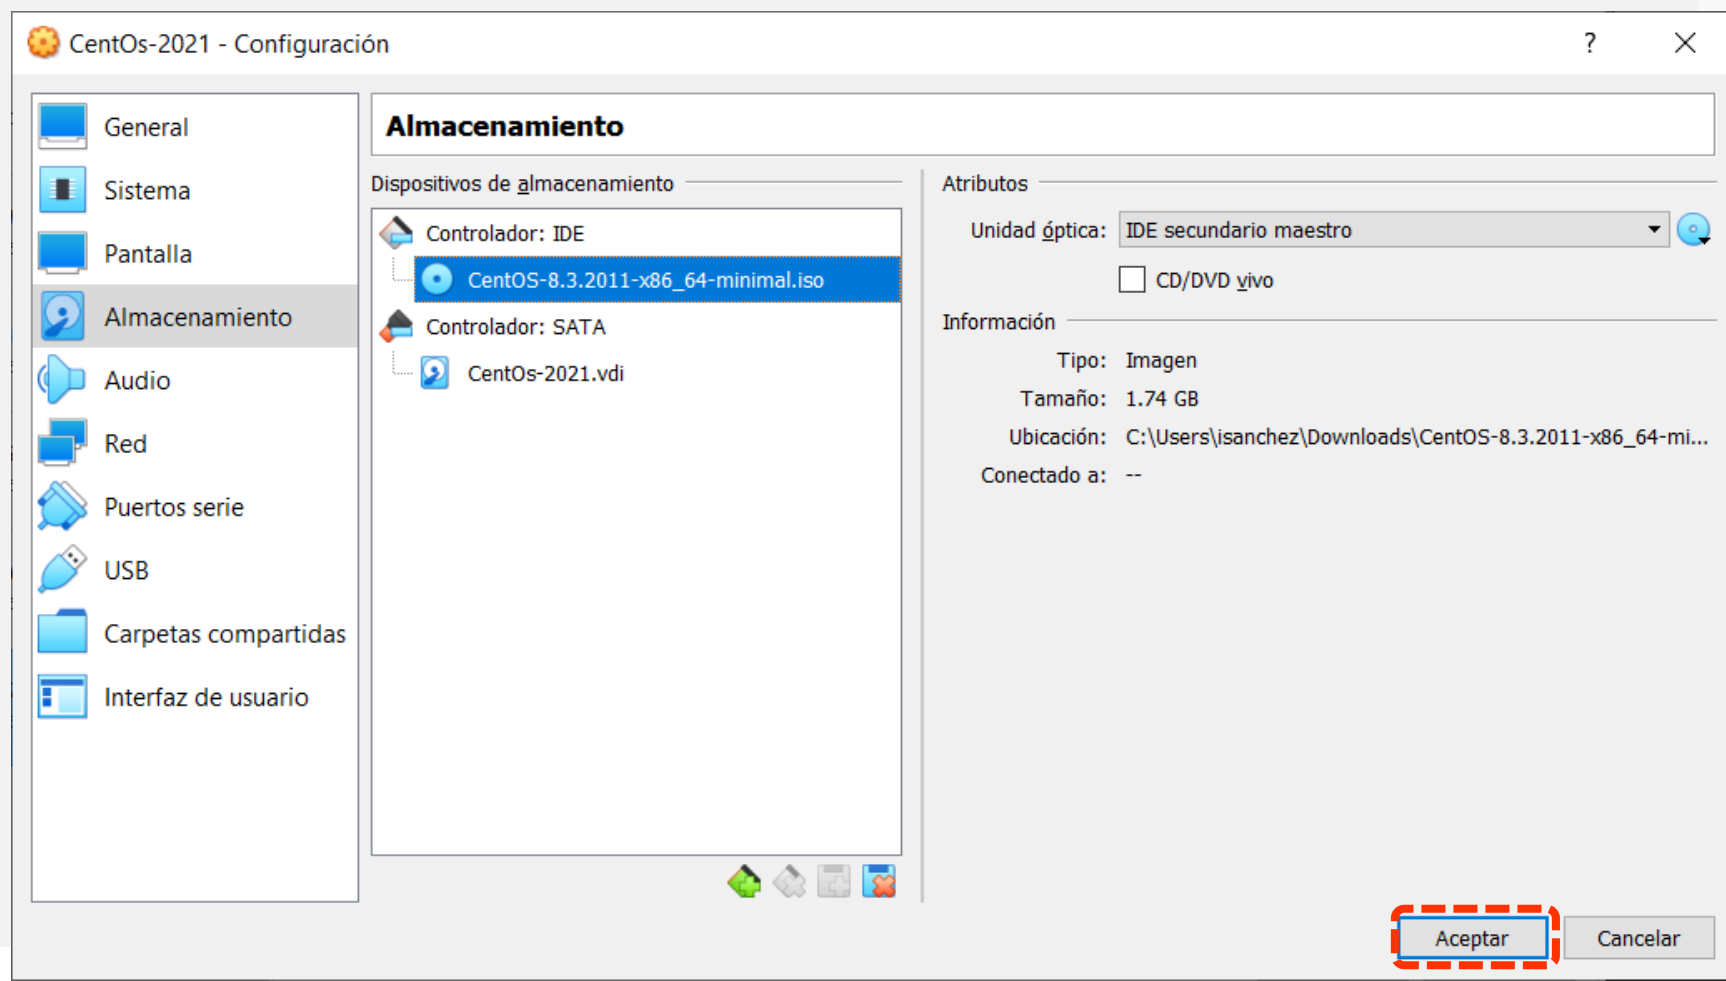 CentOs-2021 - Configuración
?
General
Sistema
Pantalla
Almacenamiento
Audio
Red
Puertos serie
USB
Carpetas compartidas
Interfaz de usuario
Almacenamiento
Dispositivos de almacenamiento
Controlador: IDE
CentOS-8.3.2011-x86_64-minimal.iso
Controlador: SATA
CentOs-2021.vdi
Atributos
Unidad óptica: IDE secundario maestro
CD/DVD vivo
Información
Tipo: Imagen
Tamaño: 1.74 GB
Ubicación: C:\Users\isanchez\Downloads\CentOS-8.3.2011-x86_64-mi...
Conectado a: --
Aceptar
Cancelar